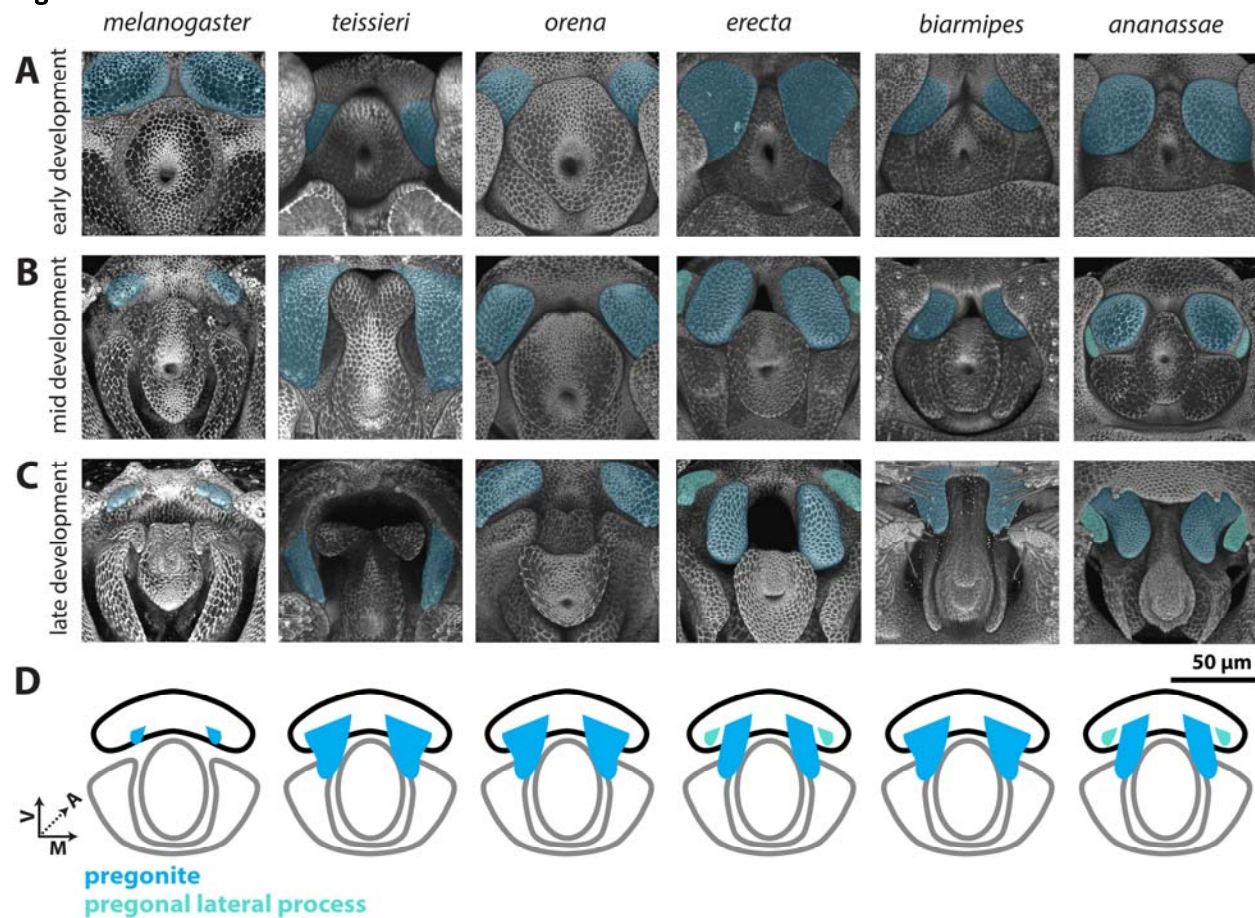 melanogaster teissieri orena erecta biarmipes ananassae
A
early development
B
mid development
C
late development
50 µm
D
V
A
M
pregonite
pregonal lateral process